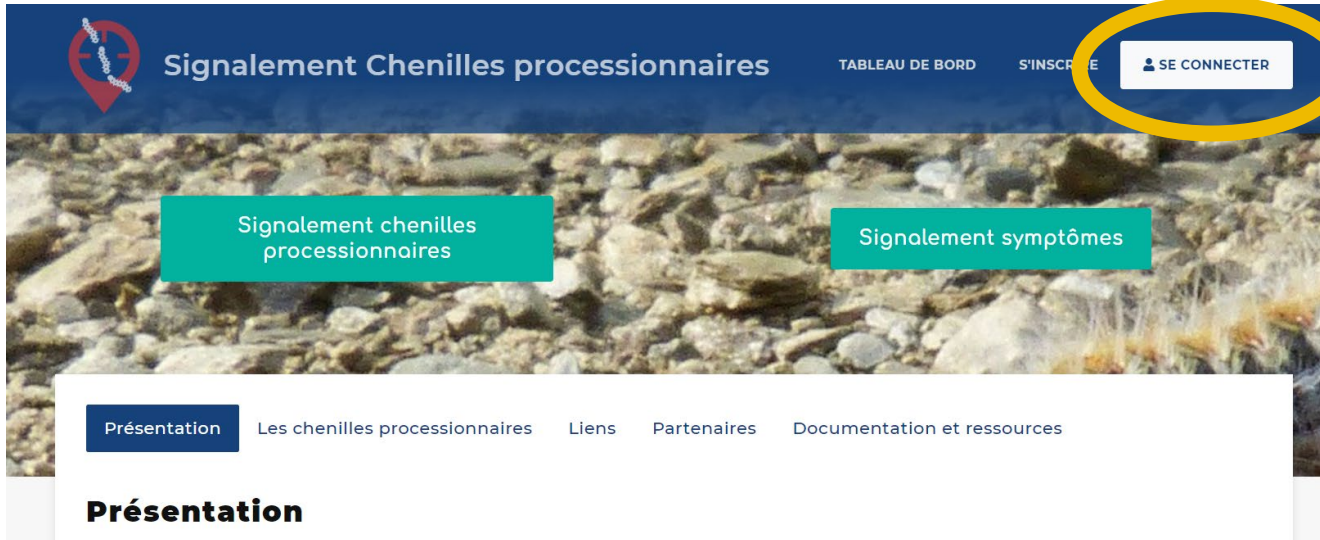 Signalement Chenilles processionnaires
TABLEAU DE BORD
S'INSCRIRE
SE CONNECTER
Signalement chenilles
processionnaires
Signalement symptômes
Présentation
Les chenilles processionnaires
Liens
Partenaires
Documentation et ressources
Présentation